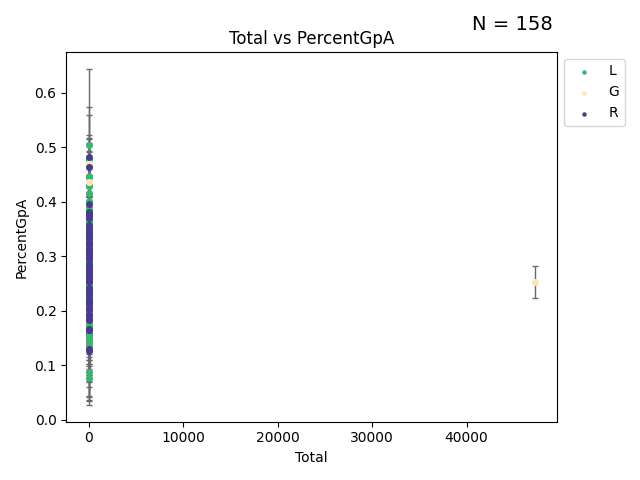 N = 158
Total vs PercentGpA
L
G
R
PercentGpA
0.6
0.5
0.4
0.3
0.2
0.1
0.0
0 10000 20000 30000 40000
Total